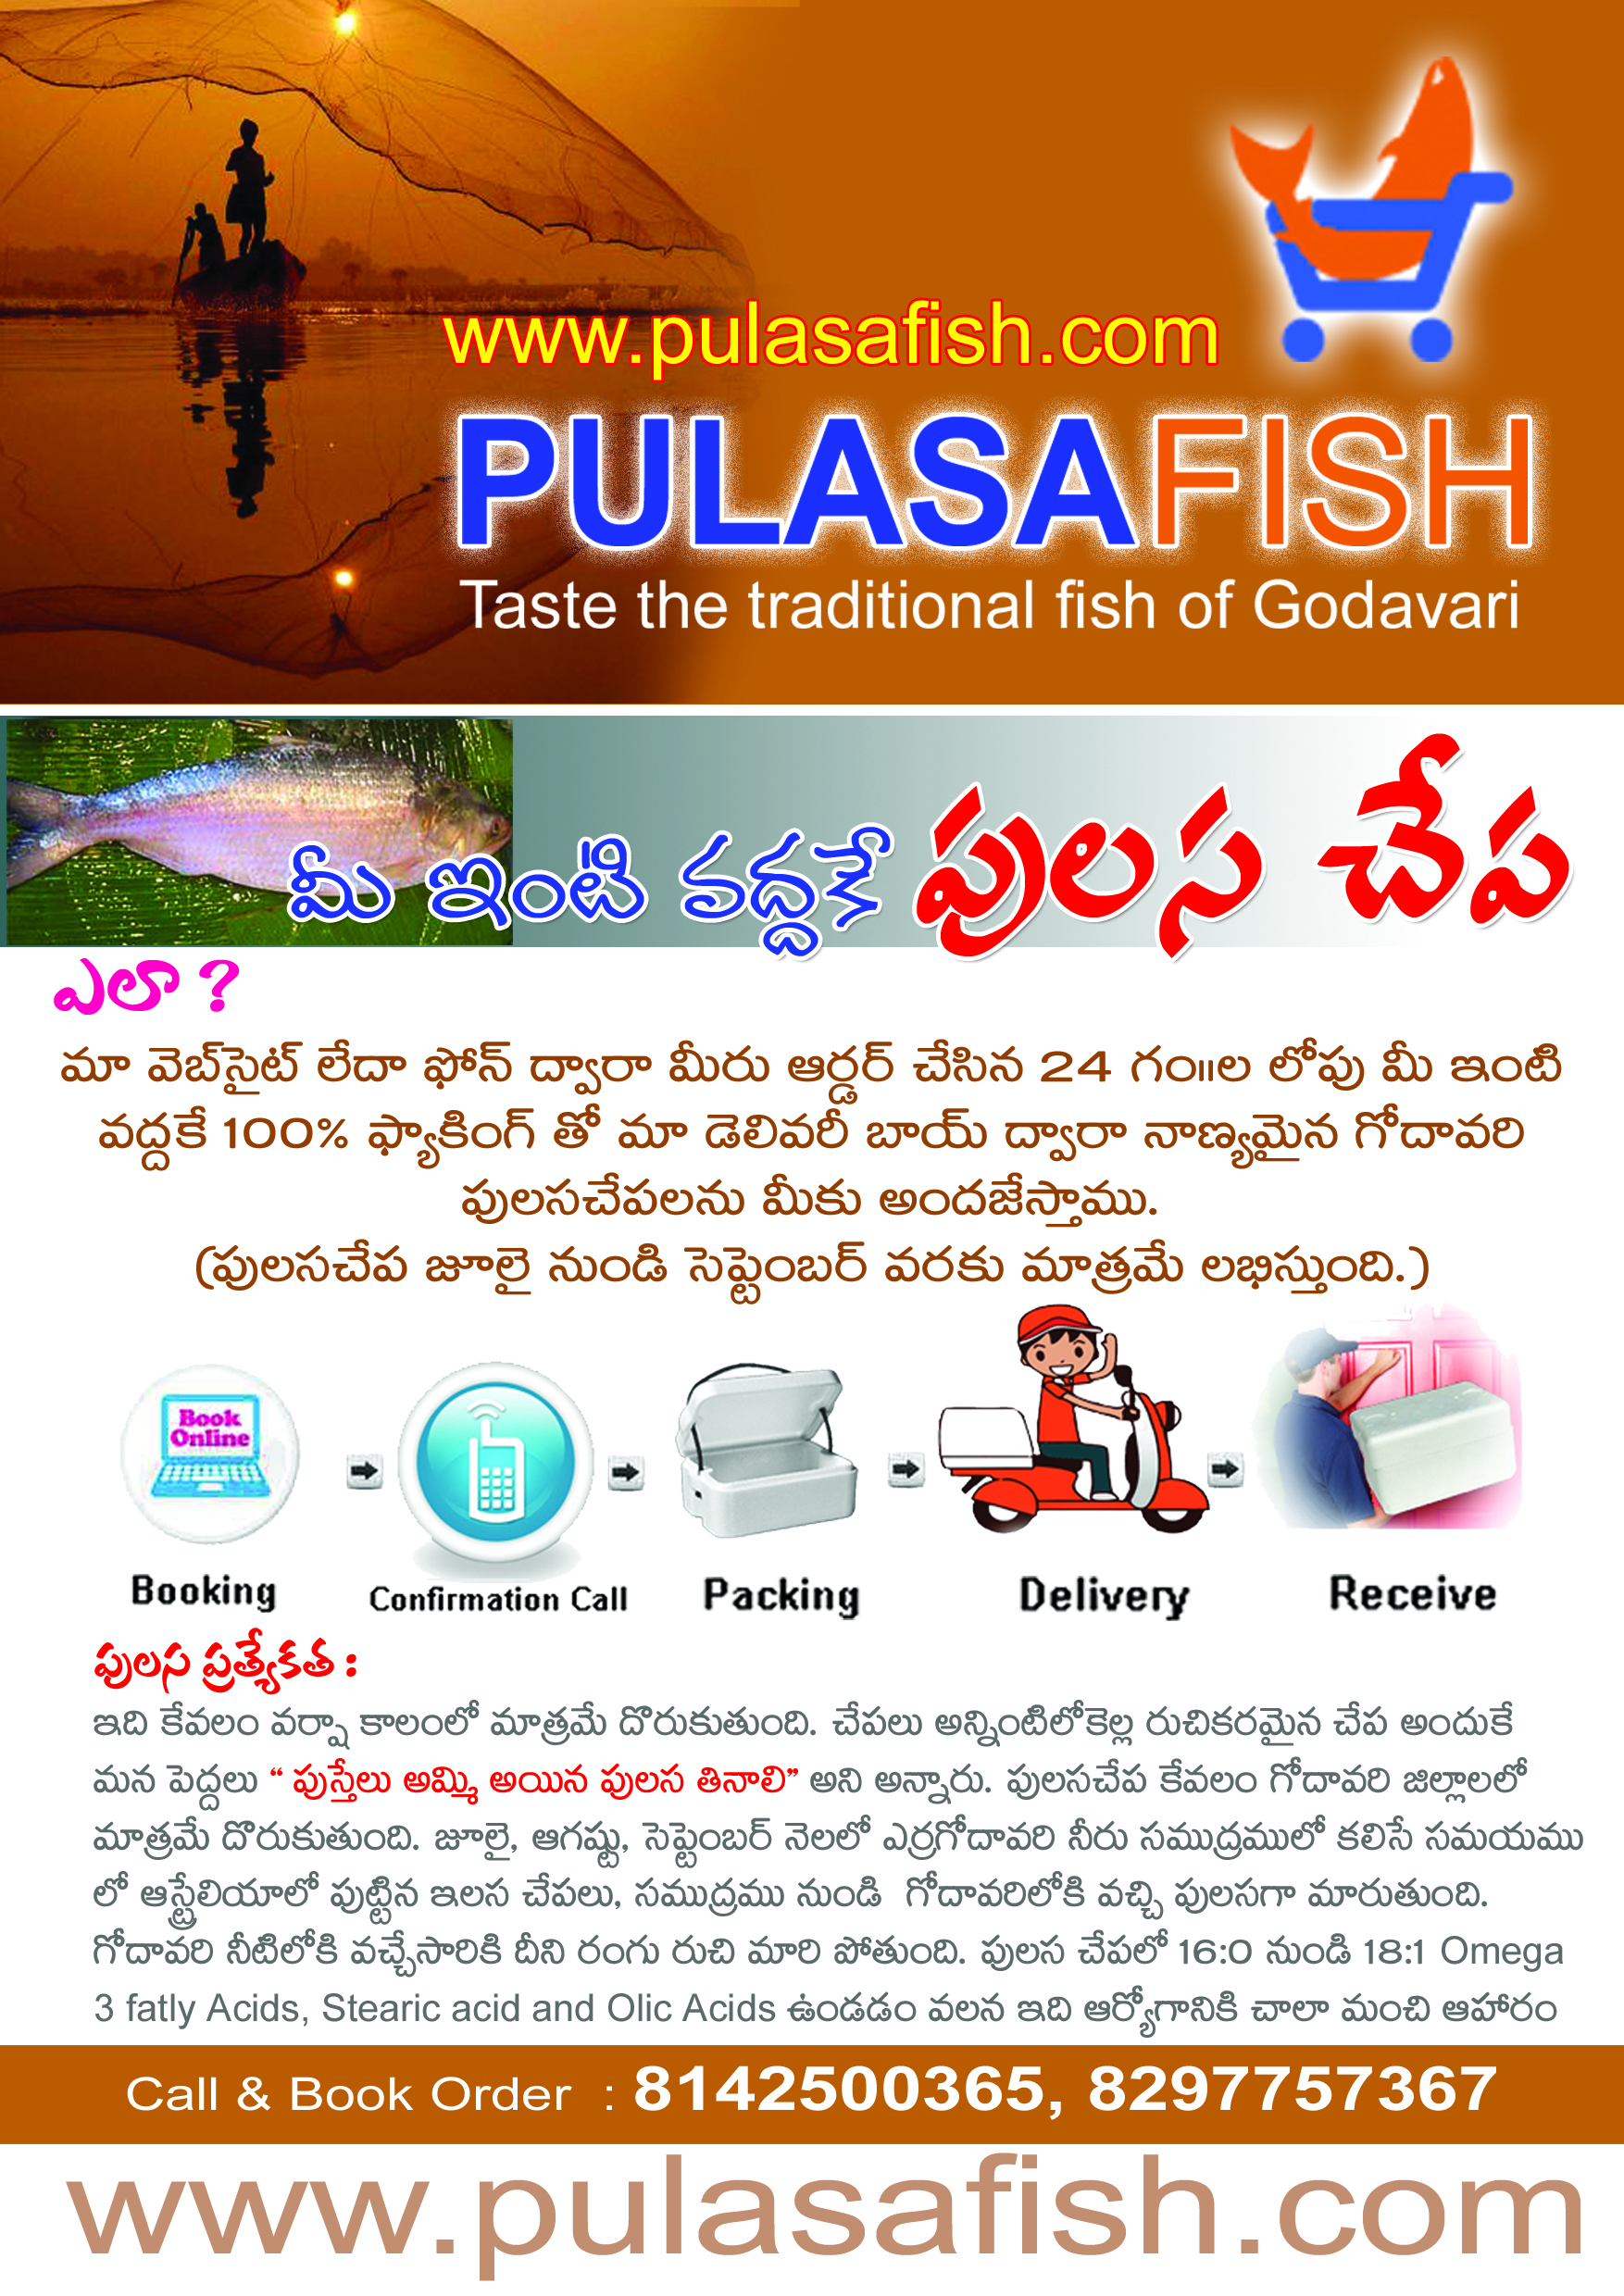 www.pulasafish.com
PULASAFISH
Taste the traditional fish of Godavari
మీ ఇంటి వద్దకే పులస చేప
ఎలా ?
మా వెబ్‌సైట్ లేదా ఫోన్ ద్వారా మీరు ఆర్డర్ చేసిన 24 గం॥ల లోపు మీ ఇంటి
వద్దకే 100% ఫ్యాకింగ్ తో మా డెలివరీ బాయ్ ద్వారా నాణ్యమైన గోదావరి
పులసచేపలను మీకు అందజేస్తాము.
(పులసచేప జూలై నుండి సెప్టెంబర్ వరకు మాత్రమే లభిస్తుంది.)
Book
Online
Booking
Confirmation Call
Packing
Delivery
Receive
పులస ప్రత్యేకత :
ఇది కేవలం వర్షా కాలంలో మాత్రమే దొరుకుతుంది. చేపలు అన్నింటిలోకెల్ల రుచికరమైన చేప అందుకే
మన పెద్దలు “ పుస్తేలు అమ్మి అయిన పులస తినాలి” అని అన్నారు. పులసచేప కేవలం గోదావరి జిల్లాలలో
మాత్రమే దొరుకుతుంది. జూలై, ఆగష్టు, సెప్టెంబర్ నెలలో ఎర్రగోదావరి నీరు సముద్రములో కలిసే సమయము
లో ఆస్ట్రేలియాలో పుట్టిన ఇలస చేపలు, సముద్రము నుండి గోదావరిలోకి వచ్చి పులసగా మారుతుంది.
గోదావరి నీటిలోకి వచ్చేసారికి దీని రంగు రుచి మారి పోతుంది. పులస చేపలో 16:0 నుండి 18:1 Omega
3 fatly Acids, Stearic acid and Olic Acids ఉండడం వలన ఇది ఆర్యోగానికి చాలా మంచి ఆహారం
Call & Book Order : 8142500365, 8297757367
www.pulasafish.com